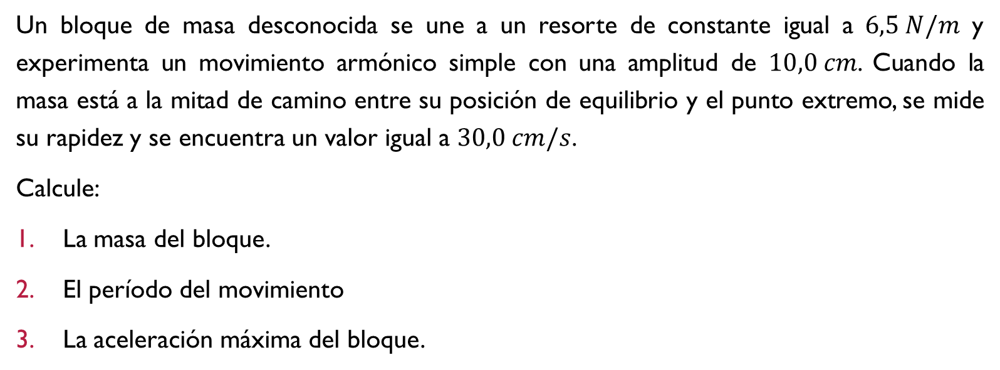 Un bloque de masa desconocida se une a un resorte de constante igual a 6,5 N/m y
experimenta un movimiento armónico simple con una amplitud de 10,0 cm. Cuando la
masa está a la mitad de camino entre su posición de equilibrio y el punto extremo, se mide
su rapidez y se encuentra un valor igual a 30,0 cm/s.
Calcule:
1. La masa del bloque.
2. El período del movimiento
3. La aceleración máxima del bloque.